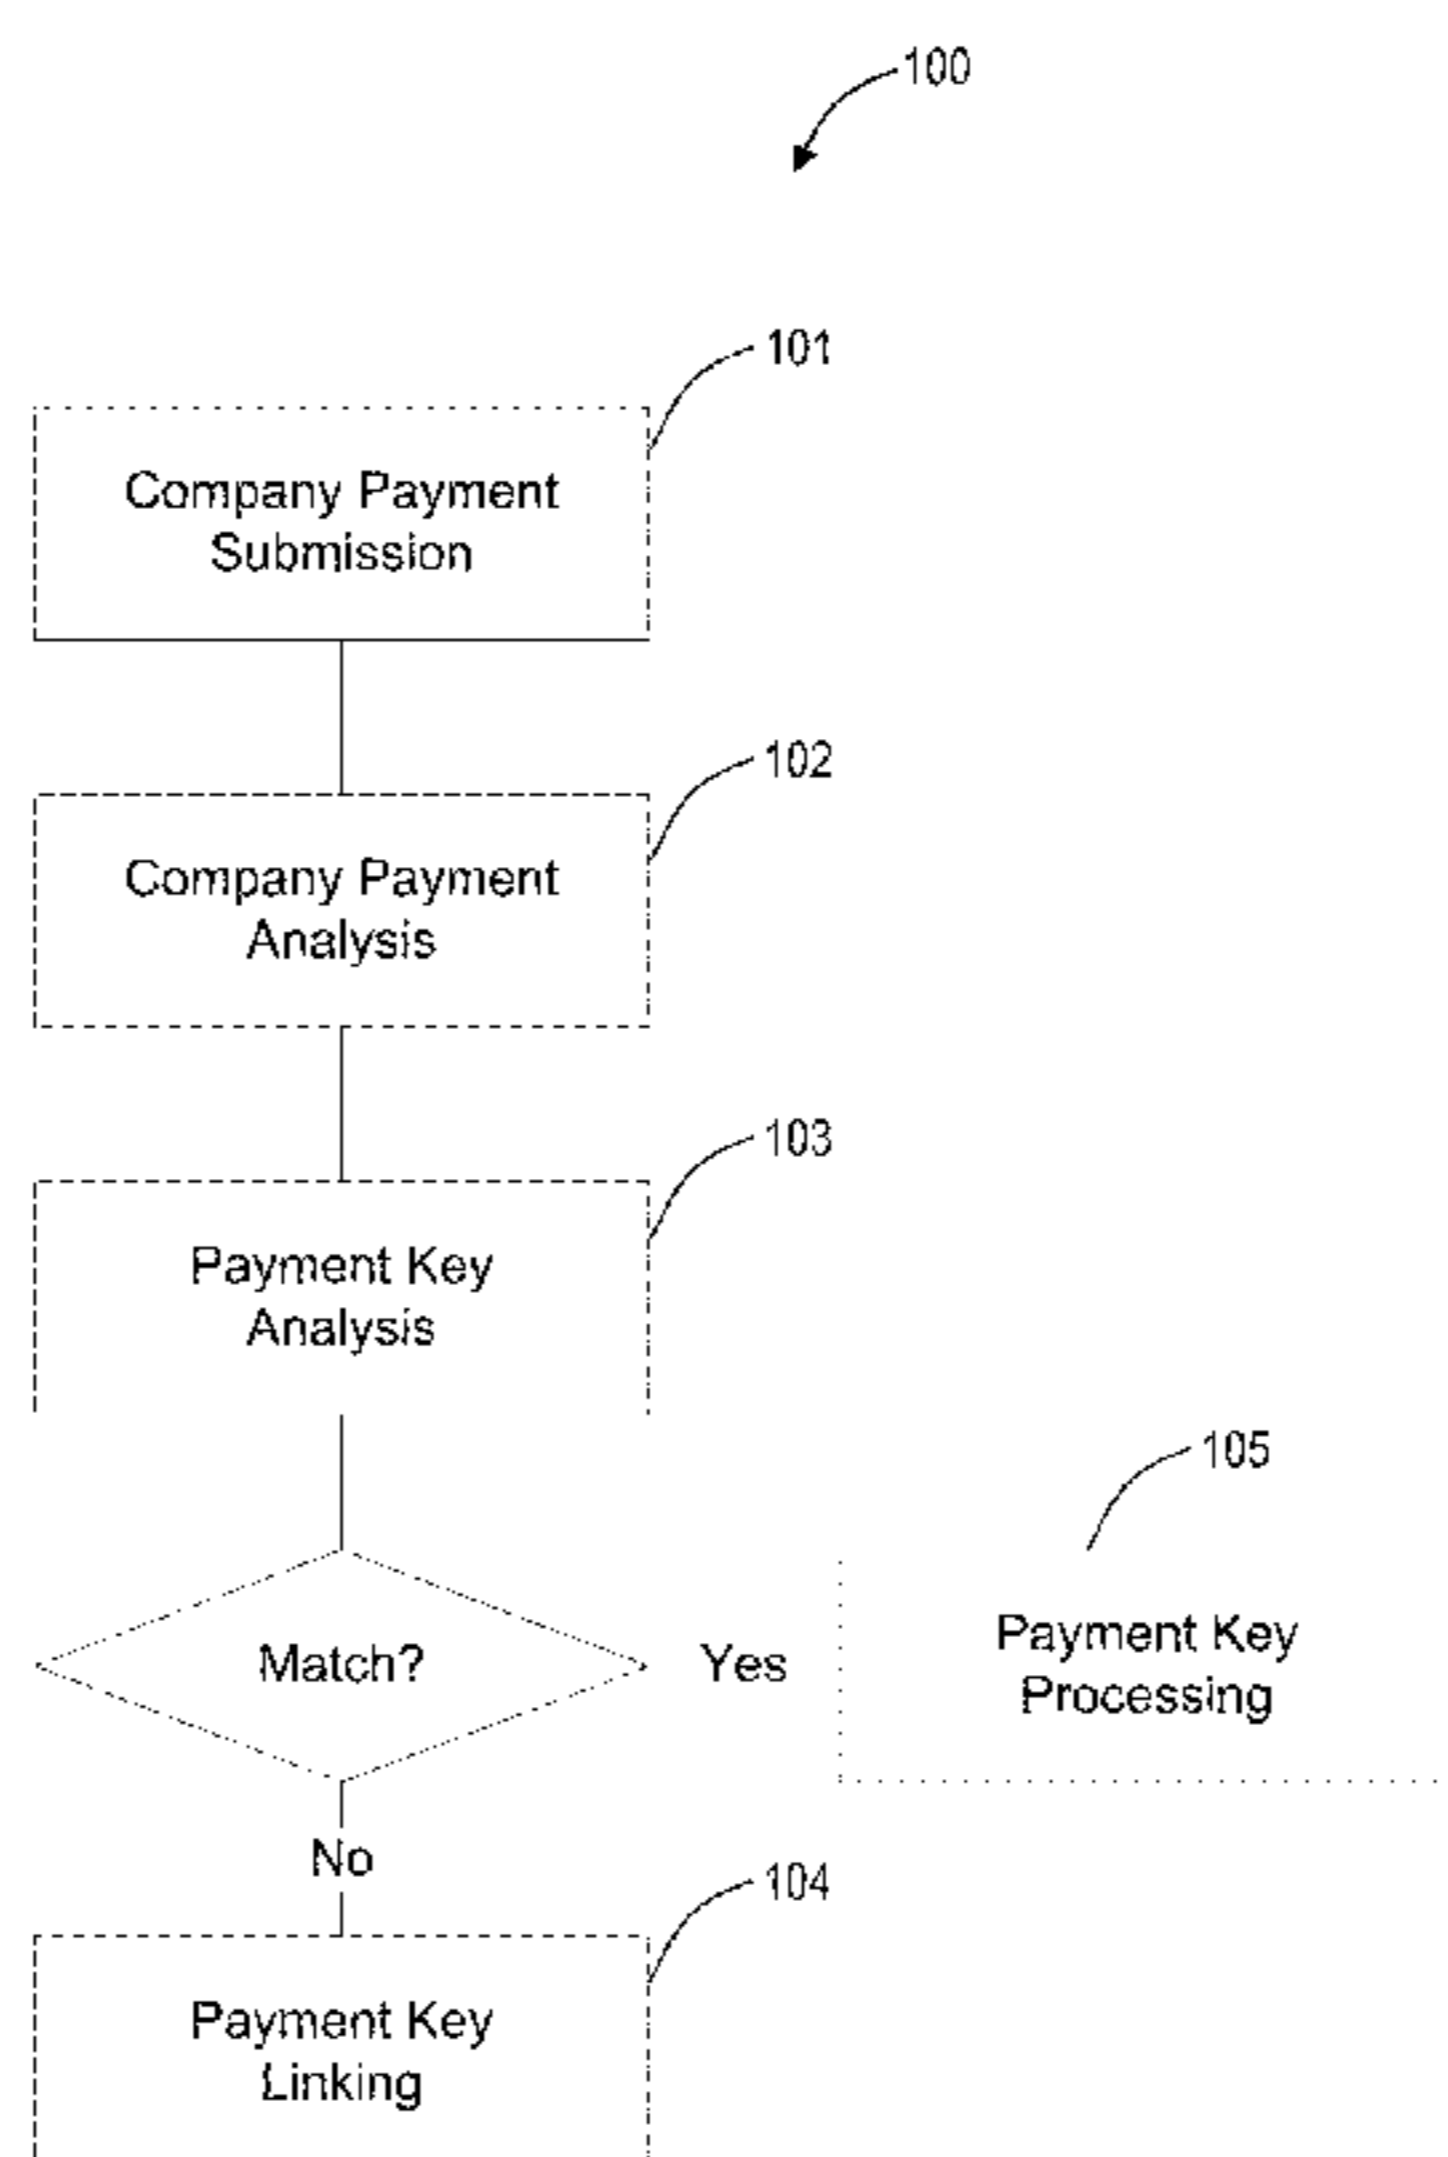 100
101
Company Payment
Submission
102
Company Payment
Analysis
103
Payment Key
Analysis
105
Match?
Yes
Payment Key
Processing
No
104
Payment Key
Linking